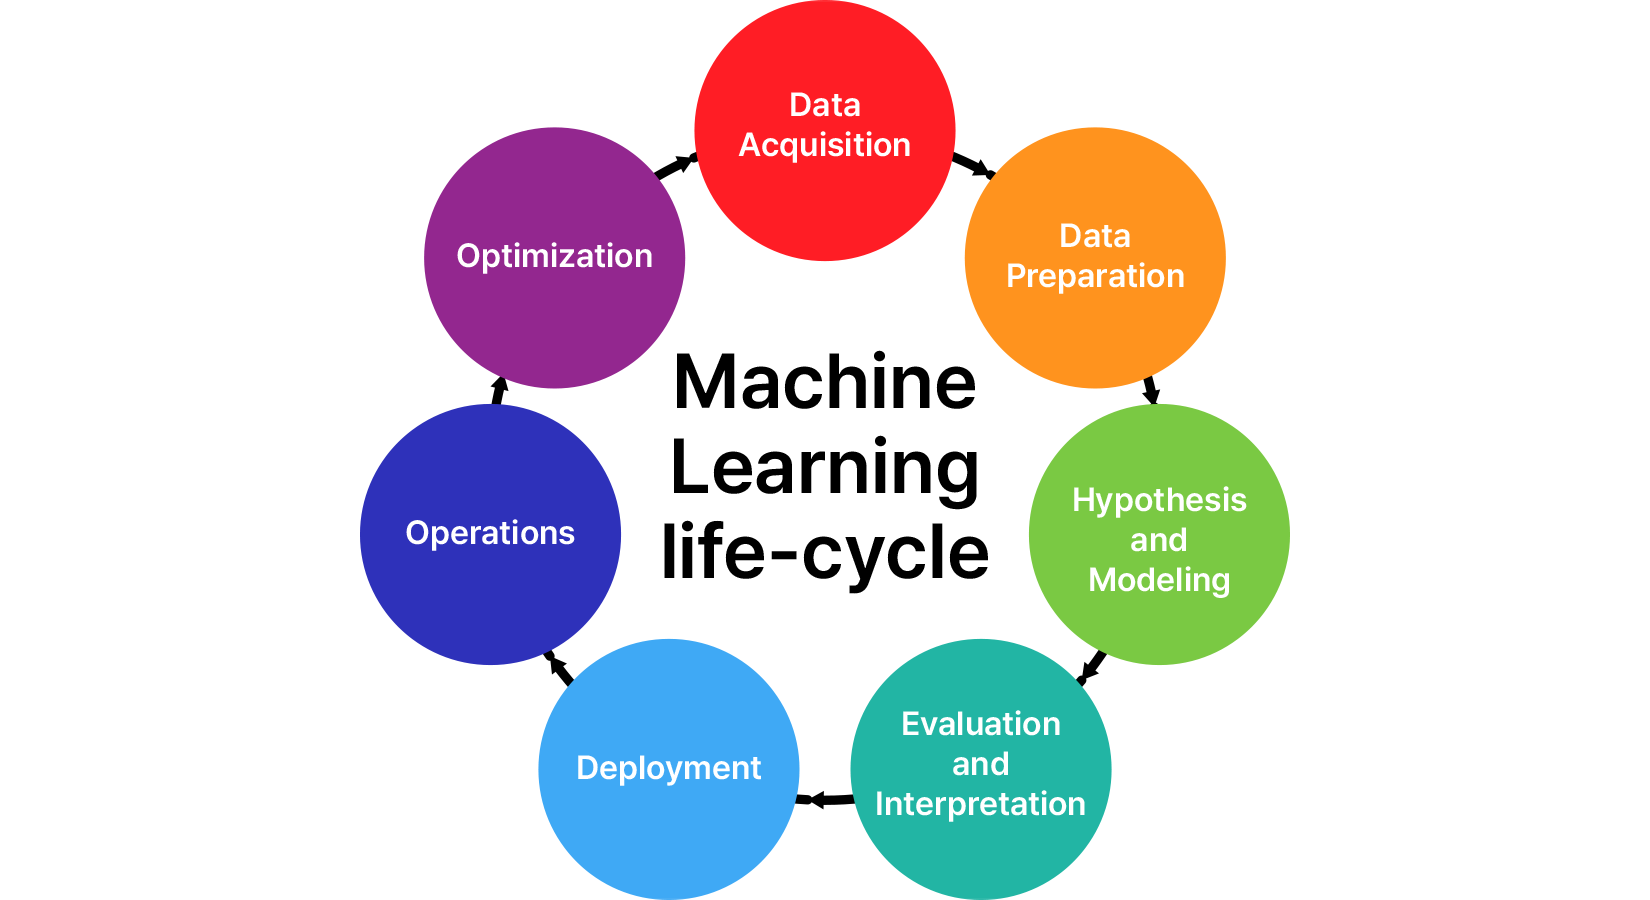 Data
Acquisition
Data
Preparation
Hypothesis
and
Modeling
Evaluation
and
Interpretation
Deployment
Operations
Optimization
Machine
Learning
life-cycle